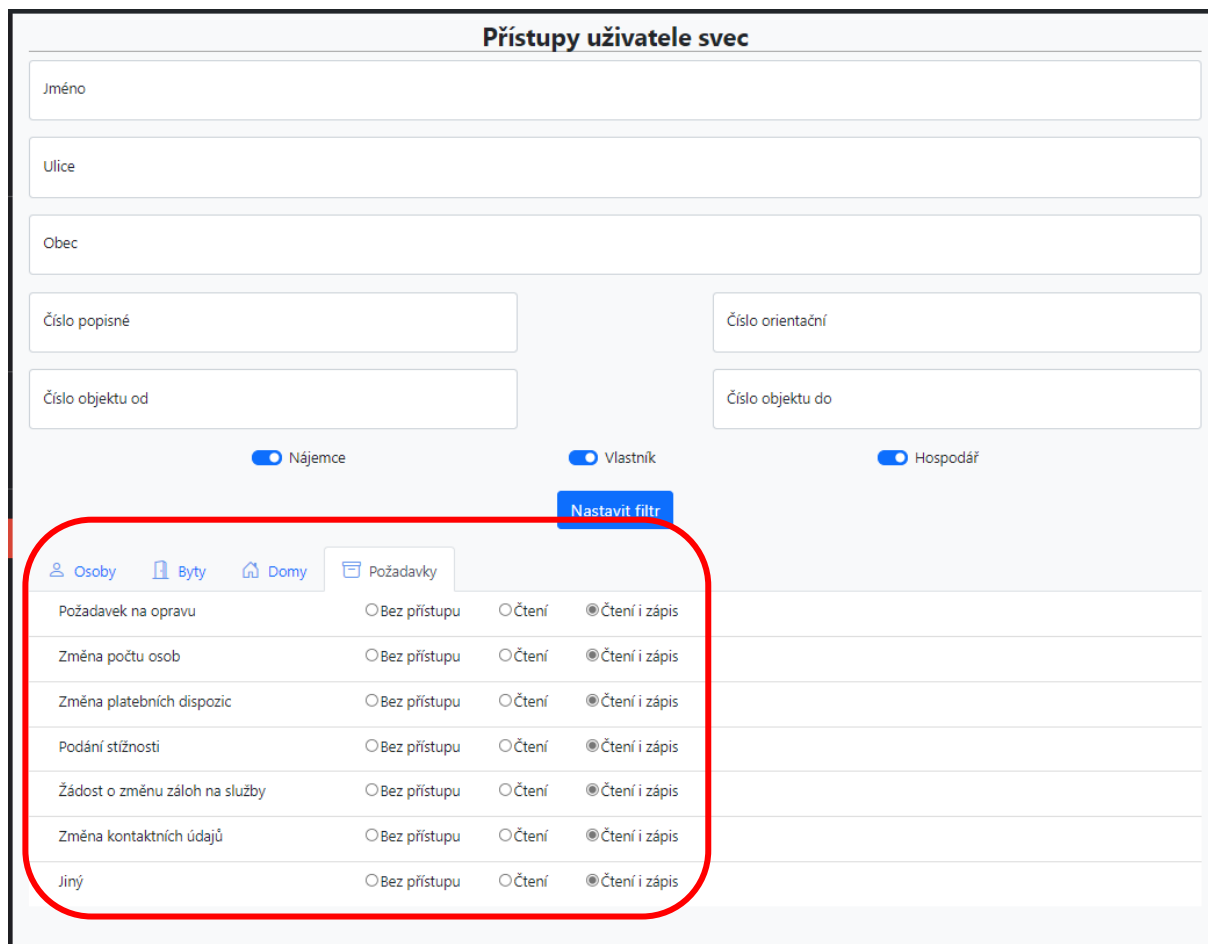 Přístupy uživatele svec
Jméno
Ulice
Obec
Číslo popisné Číslo orientační
Číslo objektu od Číslo objektu do
Nájemce Vlastník Hospodář
Nastavit filtr
Osoby Byty Domy Požadavky
Požadavek na opravu Bez přístupu Čtení Čtení i zápis
Změna počtu osob Bez přístupu Čtení Čtení i zápis
Změna platebních dispozic Bez přístupu Čtení Čtení i zápis
Podání stížnosti Bez přístupu Čtení Čtení i zápis
Žádost o změnu záloh na služby Bez přístupu Čtení Čtení i zápis
Změna kontaktních údajů Bez přístupu Čtení Čtení i zápis
Jiný Bez přístupu Čtení Čtení i zápis